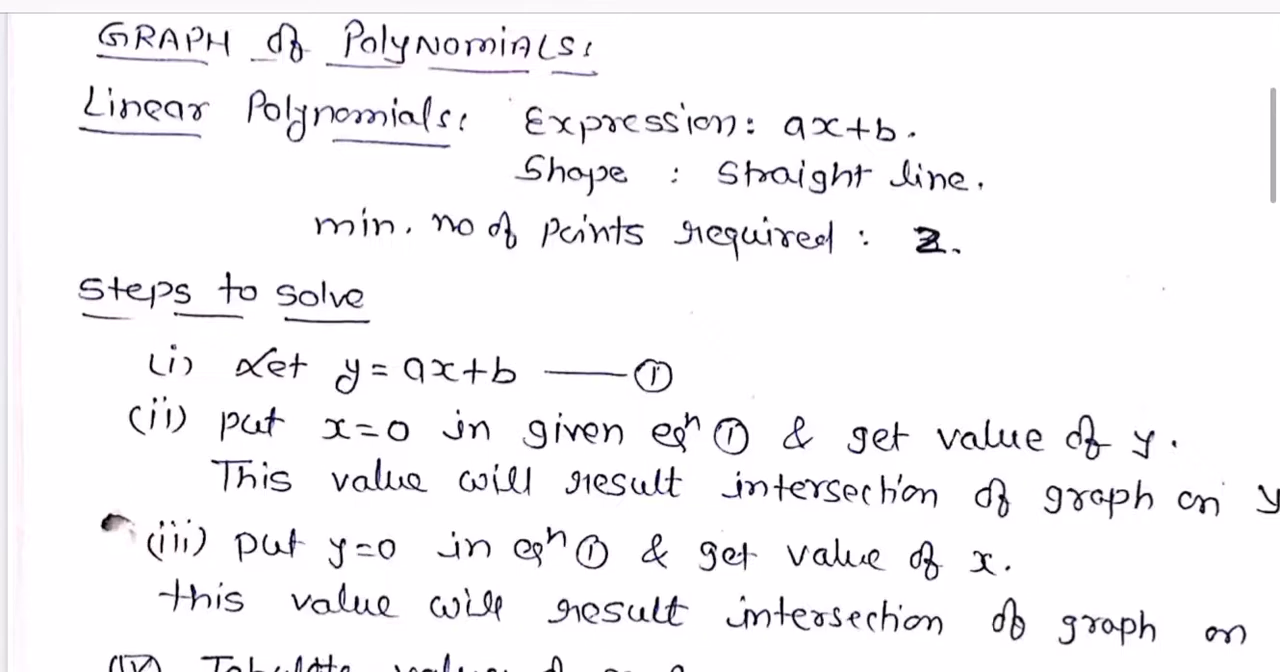 GRAPH of POLYNOMIALS:
Linear Polynomials: Expression: ax+b.
Shape : Straight line.
min. no of points required : 2.
Steps to solve
(i) Let y = ax+b —— ①
(ii) put x=0 in given eqⁿ ① & get value of y.
This value will result intersection of graph on y
(iii) put y=0 in eqⁿ ① & get value of x.
this value will result intersection of graph on
(iv) Tabulate